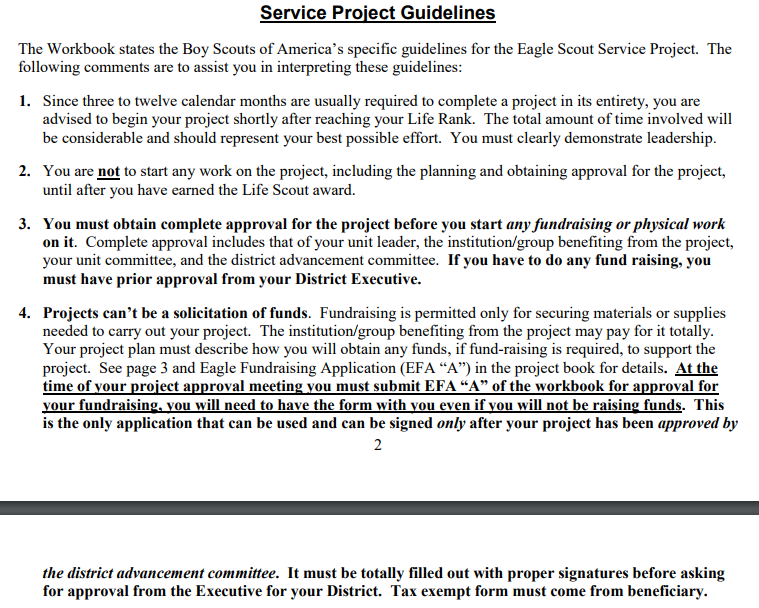 Service Project Guidelines
The Workbook states the Boy Scouts of America's specific guidelines for the Eagle Scout Service Project.  The
following comments are to assist you in interpreting these guidelines:
1. Since three to twelve calendar months are usually required to complete a project in its entirety, you are
advised to begin your project shortly after reaching your Life Rank.  The total amount of time involved will
be considerable and should represent your best possible effort.  You must clearly demonstrate leadership.
2. You are not to start any work on the project, including the planning and obtaining approval for the project,
until after you have earned the Life Scout award.
3. You must obtain complete approval for the project before you start any fundraising or physical work
on it.  Complete approval includes that of your unit leader, the institution/group benefiting from the project,
your unit committee, and the district advancement committee.  If you have to do any fund raising, you
must have prior approval from your District Executive.
4. Projects can't be a solicitation of funds.  Fundraising is permitted only for securing materials or supplies
needed to carry out your project.  The institution/group benefiting from the project may pay for it totally.
Your project plan must describe how you will obtain any funds, if fund-raising is required, to support the
project.  See page 3 and Eagle Fundraising Application (EFA “A”) in the project book for details.  At the
time of your project approval meeting you must submit EFA “A” of the workbook for approval for
your fundraising, you will need to have the form with you even if you will not be raising funds.  This
is the only application that can be used and can be signed only after your project has been approved by
2
the district advancement committee.  It must be totally filled out with proper signatures before asking
for approval from the Executive for your District.  Tax exempt form must come from beneficiary.